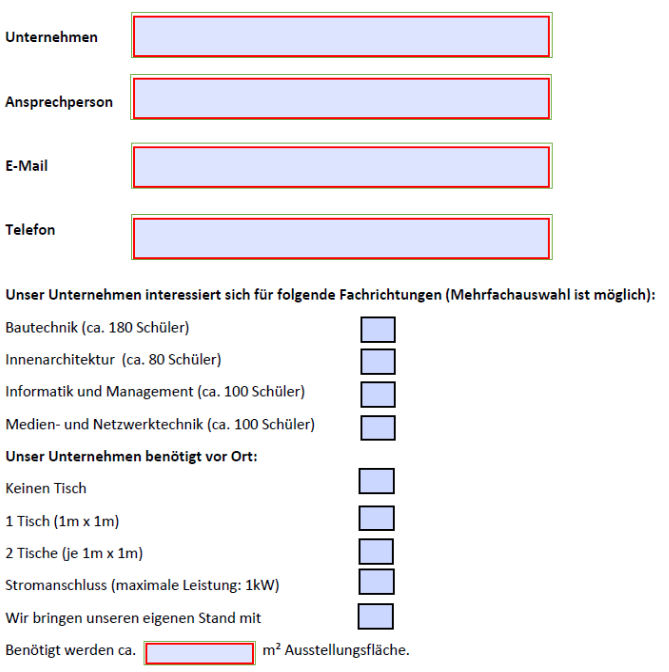 Unternehmen
Ansprechperson
E-Mail
Telefon
Unser Unternehmen interessiert sich für folgende Fachrichtungen (Mehrfachauswahl ist möglich):
Bautechnik (ca. 180 Schüler)
Innenarchitektur (ca. 80 Schüler)
Informatik und Management (ca. 100 Schüler)
Medien- und Netzwerktechnik (ca. 100 Schüler)
Unser Unternehmen benötigt vor Ort:
Keinen Tisch
1 Tisch (1m x 1m)
2 Tische (je 1m x 1m)
Stromanschluss (maximale Leistung: 1kW)
Wir bringen unseren eigenen Stand mit
Benötigt werden ca. m² Ausstellungsfläche.